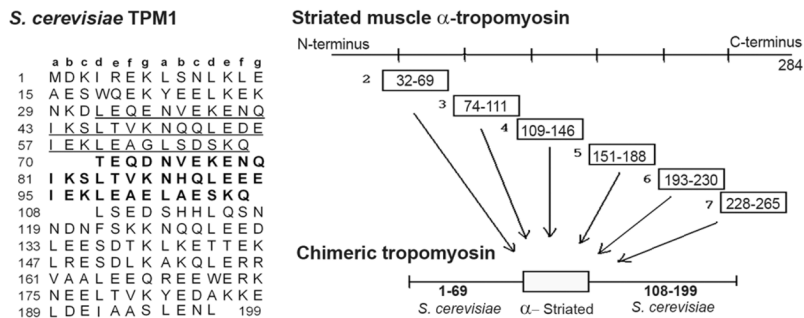 S. cerevisiae TPM1
a b c d e f g a b c d e f g
1 M D K I R E K L S N L K L E
15 A E S W Q E K Y E E L K E K
29 N K D L E Q E N V E K E N Q
43 I K S L T V K N Q Q L E D E
57 I E K L E A G L S D S K Q
70 T E Q D N V E K E N Q
81 I K S L T V K N H Q L E E E
95 I E K L E A E L A E S K Q
108 L S E D S H H L Q S N
119 N D N F S K K N Q Q L E E D
133 L E E S D T K L K E T T E K
147 L R E S D L K A K Q L E R R
161 V A A L E E Q R E E W E R K
175 N E E L T V K Y E D A K K E
189 L D E I A A S L E N L 199
Striated muscle α-tropomyosin
N-terminus C-terminus
284
2 32-69
3 74-111
4 109-146
5 151-188
6 193-230
7 228-265
Chimeric tropomyosin
1-69 108-199
S. cerevisiae α– Striated S. cerevisiae